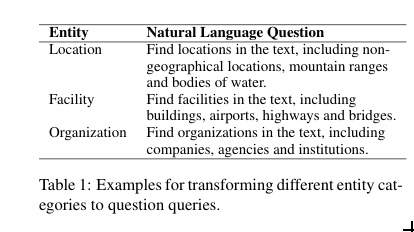 Entity Natural Language Question
Location Find locations in the text, including non-
geographical locations, mountain ranges
and bodies of water.
Facility Find facilities in the text, including
buildings, airports, highways and bridges.
Organization Find organizations in the text, including
companies, agencies and institutions.
Table 1: Examples for transforming different entity cat-
egories to question queries.